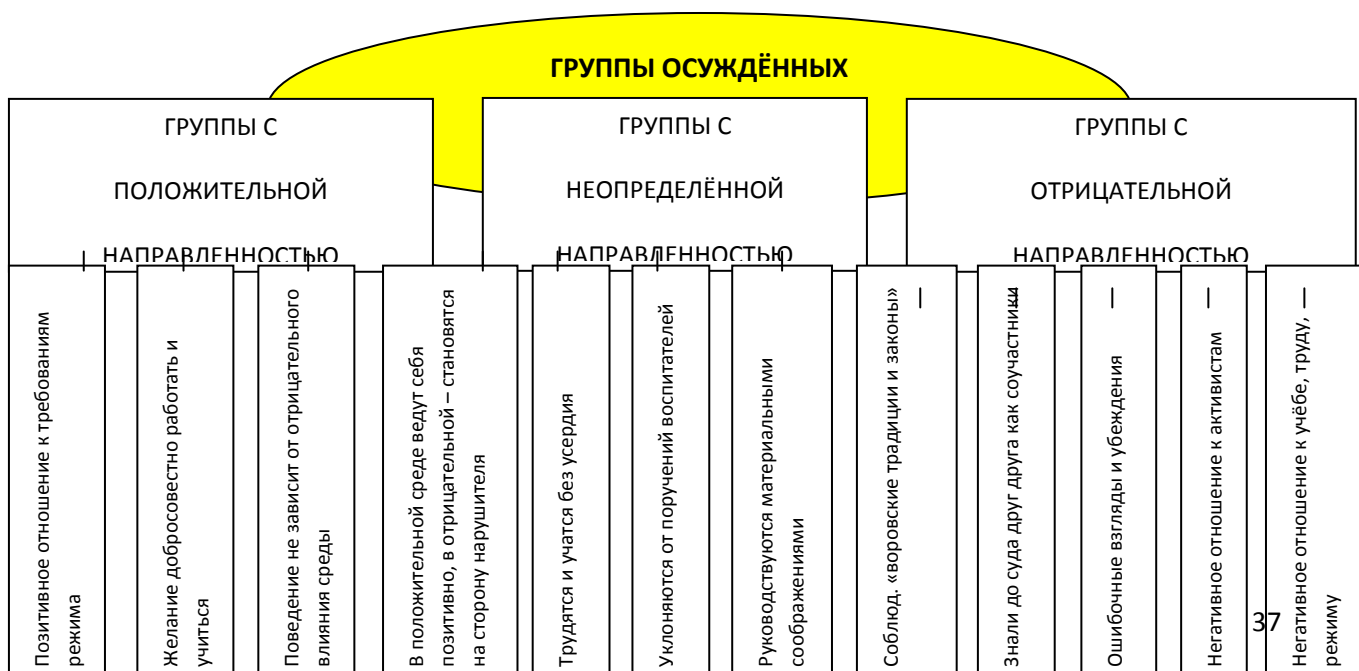 ГРУППЫ ОСУЖДЁННЫХ
ГРУППЫ С
ПОЛОЖИТЕЛЬНОЙ
НАПРАВЛЕННОСТЬЮ
ГРУППЫ С
НЕОПРЕДЕЛЁННОЙ
НАПРАВЛЕННОСТЬЮ
ГРУППЫ С
ОТРИЦАТЕЛЬНОЙ
НАПРАВЛЕННОСТЬЮ
Позитивное отношение к требованиям
режима
Желание добросовестно работать и
учиться
Поведение не зависит от отрицательного
влияния среды
В положительной среде ведут себя
позитивно, в отрицательной – становятся
на сторону нарушителя
Трудятся и учатся без усердия
Уклоняются от поручений воспитателей
Руководствуются материальными
соображениями
Соблюд. «воровские традиции и законы»
Знали до суда друг друга как соучастники
Ошибочные взгляды и убеждения
Негативное отношение к активистам
Негативное отношение к учёбе, труду,
режиму
37